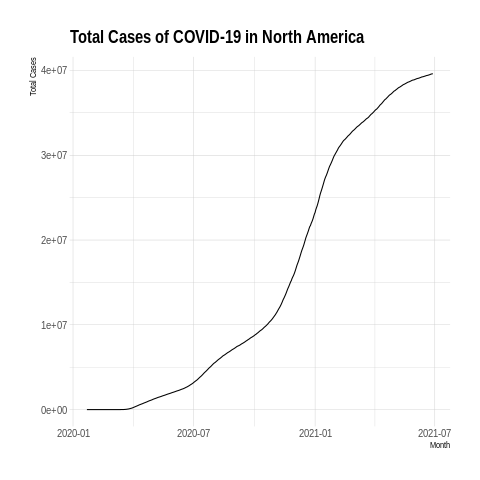 Total Cases of COVID-19 in North America
Total Cases
4e+07
3e+07
2e+07
1e+07
0e+00
2020-01 2020-07 2021-01 2021-07
Month